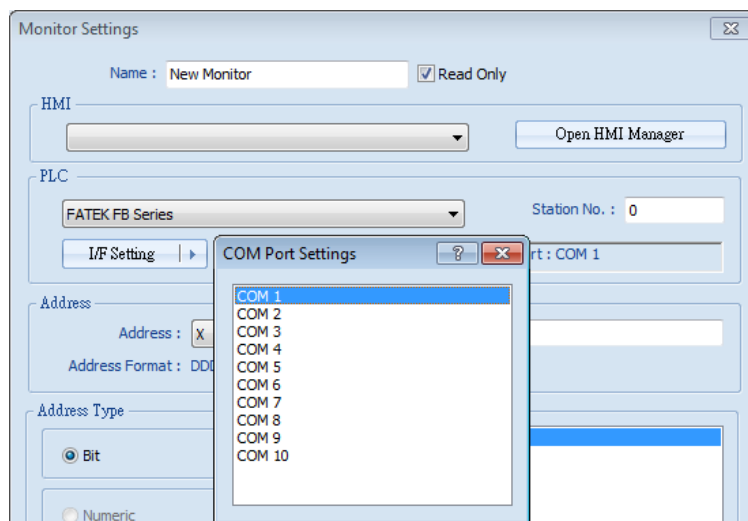 Monitor Settings
Name : New Monitor Read Only
HMI
Open HMI Manager
PLC
FATEK FB Series Station No. : 0
I/F Setting COM Port Settings rt : COM 1
COM 1
COM 2
Address
COM 3
Address : X COM 4
Address Format : DDD COM 5
COM 6
COM 7
Address Type COM 8
COM 9
Bit COM 10
Numeric